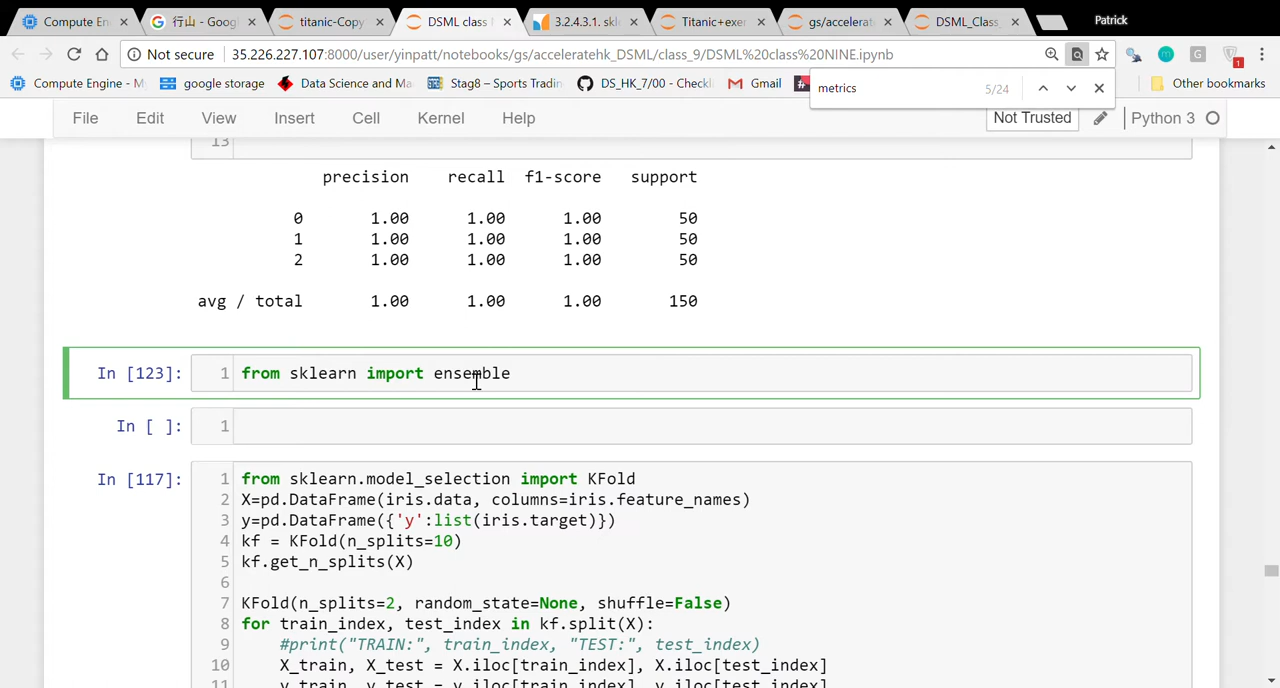 Compute En
行山 - Goog
titanic-Copy
DSML class
3.2.4.3.1. skl
Titanic+exer
gs/accelerat
DSML_Class_
Patrick
Not secure 35.226.227.107:8000/user/yinpatt/notebooks/gs/acceleratehk_DSML/class_9/DSML%20class%20NINE.ipynb
Compute Engine - My
google storage
Data Science and Ma
Stag8 – Sports Tradin
DS_HK_7/00 - Checkl
Gmail
Other bookmarks
metrics 5/24
File Edit View Insert Cell Kernel Help
Not Trusted
Python 3
13
precision recall f1-score support
0 1.00 1.00 1.00 50
1 1.00 1.00 1.00 50
2 1.00 1.00 1.00 50
avg / total 1.00 1.00 1.00 150
In [123]: 1 from sklearn import ensemble
In [ ]: 1
In [117]: 1 from sklearn.model_selection import KFold
2 X=pd.DataFrame(iris.data, columns=iris.feature_names)
3 y=pd.DataFrame({'y':list(iris.target)})
4 kf = KFold(n_splits=10)
5 kf.get_n_splits(X)
6
7 KFold(n_splits=2, random_state=None, shuffle=False)
8 for train_index, test_index in kf.split(X):
9 #print("TRAIN:", train_index, "TEST:", test_index)
10 X_train, X_test = X.iloc[train_index], X.iloc[test_index]
11 y_train, y_test = y.iloc[train_index], y.iloc[test_index]